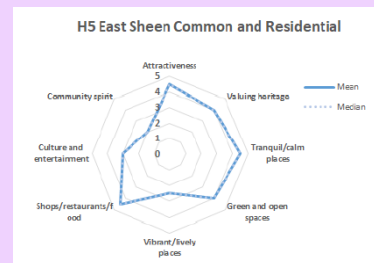 H5 East Sheen Common and Residential
Attractiveness
5
4
3
2
1
0
Valuing heritage
Tranquil/calm
places
Green and open
spaces
Vibrant/lively
places
Shops/restaurants/f
ood
Culture and
entertainment
Community spirit
Mean
Median